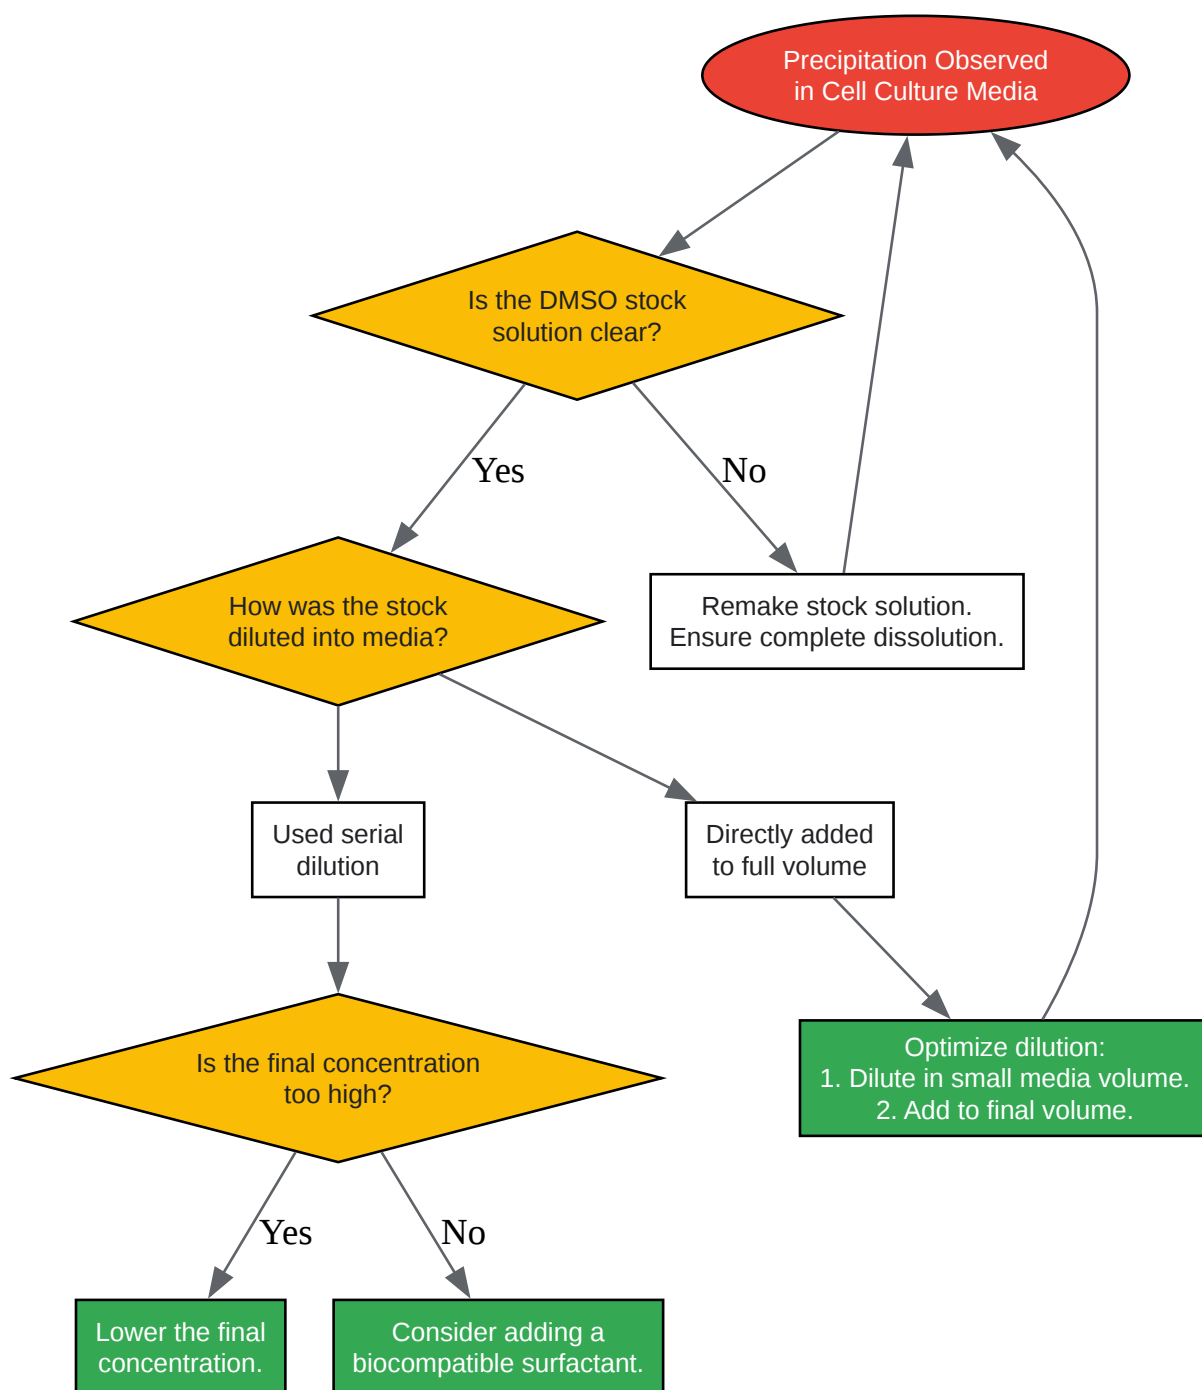 Precipitation Observed
in Cell Culture Media
Is the DMSO stock
solution clear?
Yes
No
How was the stock
diluted into media?
Remake stock solution.
Ensure complete dissolution.
Used serial
dilution
Directly added
to full volume
Is the final concentration
too high?
Optimize dilution:
1. Dilute in small media volume.
2. Add to final volume.
Yes
No
Lower the final
concentration.
Consider adding a
biocompatible surfactant.